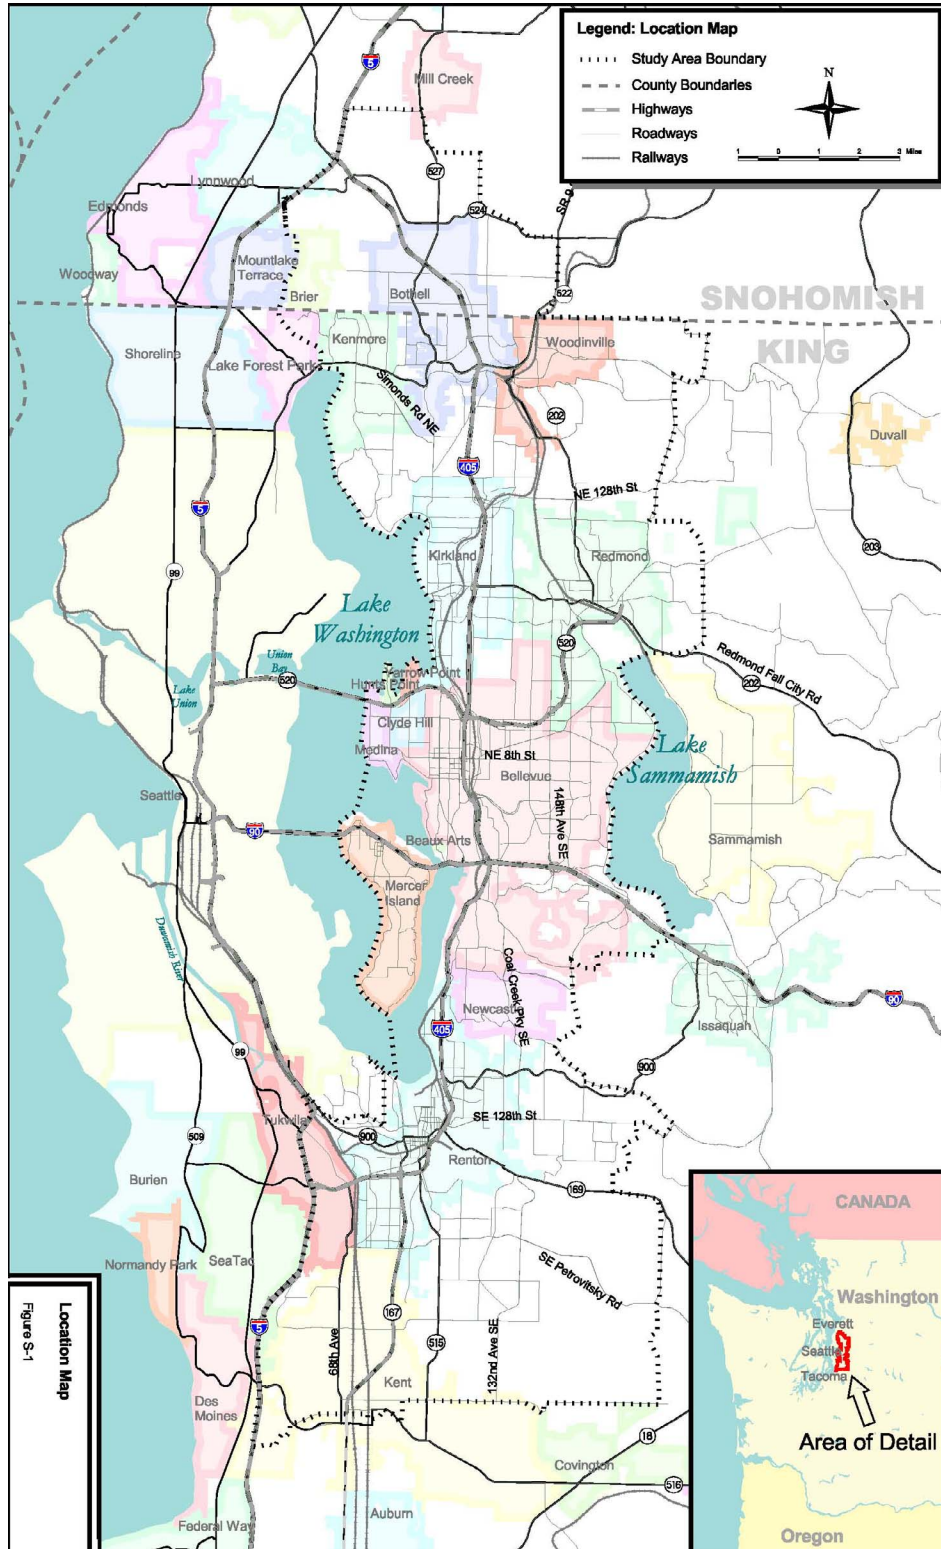 Legend: Location Map
Study Area Boundary
County Boundaries
Highways
Roadways
Railways
N
1 0 1 2 3 Miles
5
Mill Creek
527
Lynnwood
Edmonds
524
SR 9
Mountlake
Terrace
Woodway
Brier
Bothell
522
SNOHOMISH
KING
Shoreline
Lake Forest Park
Kenmore
Woodinville
Simonds Rd NE
202
Duvall
405
5
NE 128th St
99
Kirkland
Redmond
203
Lake
Washington
520
Union
Bay
520
Yarrow Point
Hunts Point
Redmond Fall City Rd
202
Lake
Union
Clyde Hill
Medina
NE 8th St
Bellevue
Lake
Sammamish
Seattle
148th Ave SE
90
Beaux Arts
Sammamish
Mercer
Island
Duwamish River
Coal Creek Pky SE
Newcastle
90
405
Issaquah
99
900
Tukwila
SE 128th St
509
900
Renton
Burien
169
Normandy Park
SeaTac
SE Petrovitsky Rd
167
5
68th Ave
515
132nd Ave SE
Kent
Des
Moines
18
Covington
516
Auburn
Federal Way
Location Map
Figure S-1
CANADA
Washington
Everett
Seattle
Tacoma
Area of Detail
Oregon